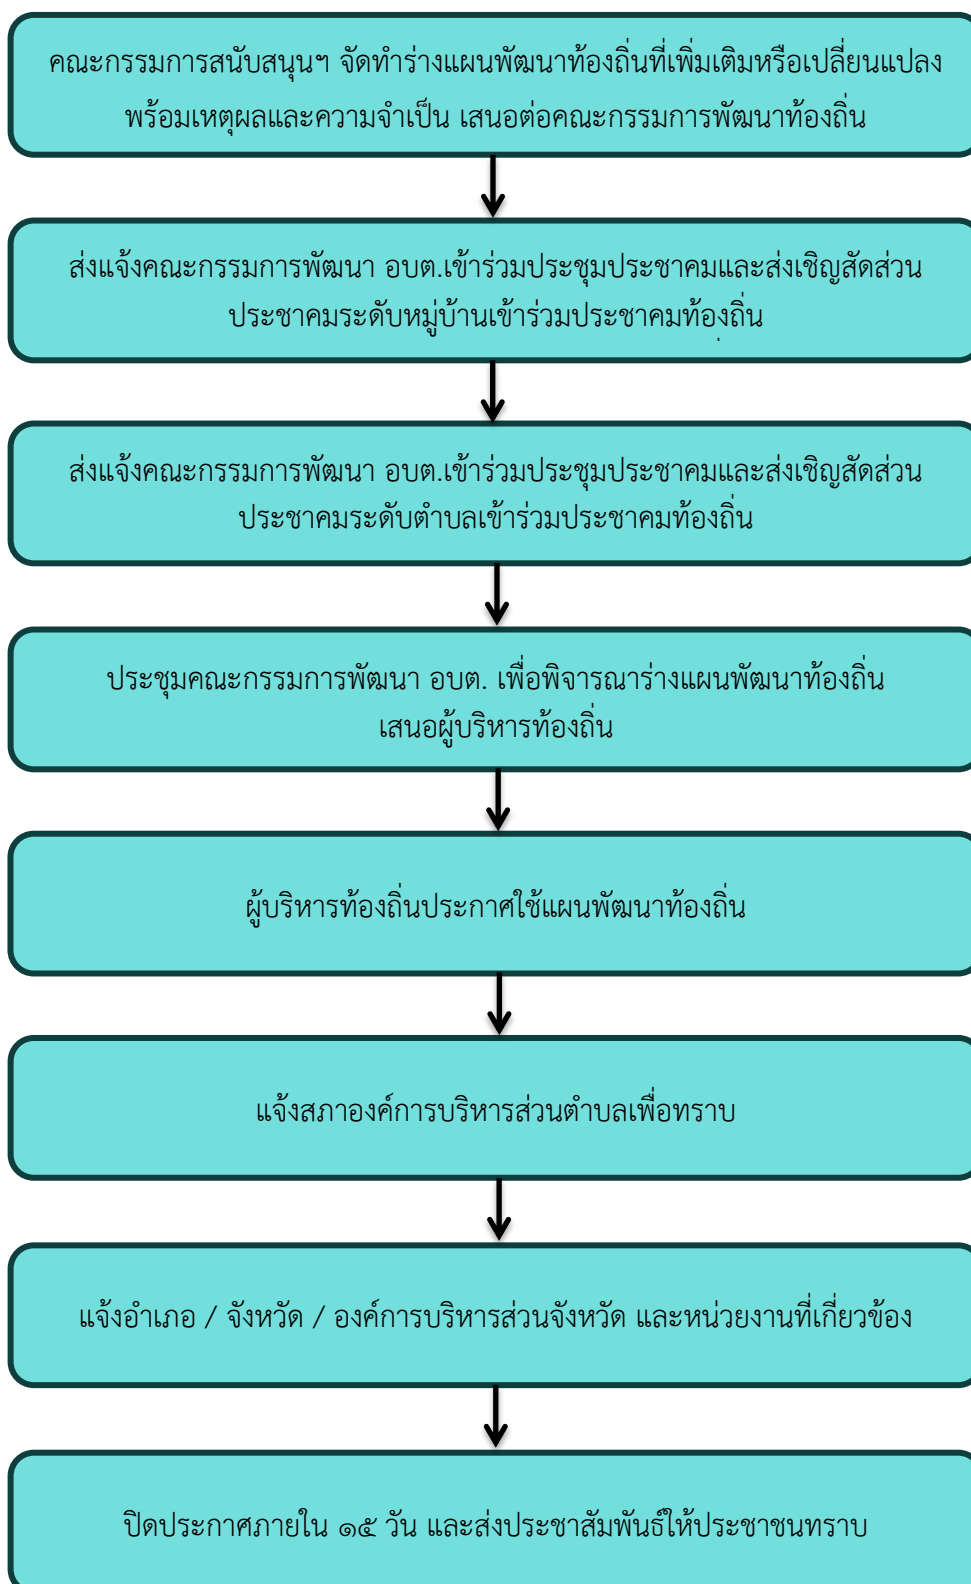 คณะกรรมการสนับสนุนฯ จัดทำร่างแผนพัฒนาท้องถิ่นที่เพิ่มเติมหรือเปลี่ยนแปลง
พร้อมเหตุผลและความจำเป็น เสนอต่อคณะกรรมการพัฒนาท้องถิ่น
ส่งแจ้งคณะกรรมการพัฒนา อบต.เข้าร่วมประชุมประชาคมและส่งเชิญสัดส่วน
ประชาคมระดับหมู่บ้านเข้าร่วมประชาคมท้องถิ่น
ส่งแจ้งคณะกรรมการพัฒนา อบต.เข้าร่วมประชุมประชาคมและส่งเชิญสัดส่วน
ประชาคมระดับตำบลเข้าร่วมประชาคมท้องถิ่น
ประชุมคณะกรรมการพัฒนา อบต. เพื่อพิจารณาร่างแผนพัฒนาท้องถิ่น
เสนอผู้บริหารท้องถิ่น
ผู้บริหารท้องถิ่นประกาศใช้แผนพัฒนาท้องถิ่น
แจ้งสภาองค์การบริหารส่วนตำบลเพื่อทราบ
แจ้งอำเภอ / จังหวัด / องค์การบริหารส่วนจังหวัด และหน่วยงานที่เกี่ยวข้อง
ปิดประกาศภายใน ๑๕ วัน และส่งประชาสัมพันธ์ให้ประชาชนทราบ